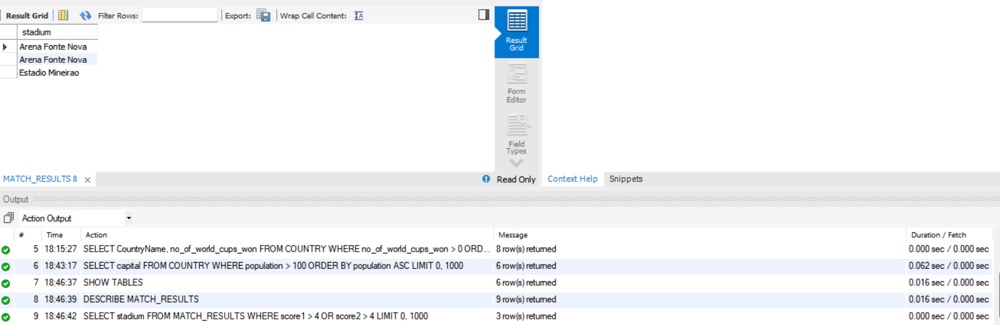 Result Grid Filter Rows: Export: Wrap Cell Content:
stadium
Arena Fonte Nova
Arena Fonte Nova
Estadio Mineirao
Result
Grid
Form
Editor
Field
Types
MATCH_RESULTS 8 Read Only Context Help Snippets
Output
Action Output
# Time Action Message Duration / Fetch
5 18:15:27 SELECT CountryName, no_of_world_cups_won FROM COUNTRY WHERE no_of_world_cups_won > 0 ORD... 8 row(s) returned 0.000 sec / 0.000 sec
6 18:43:17 SELECT capital FROM COUNTRY WHERE population > 100 ORDER BY population ASC LIMIT 0, 1000 6 row(s) returned 0.062 sec / 0.000 sec
7 18:46:37 SHOW TABLES 6 row(s) returned 0.016 sec / 0.000 sec
8 18:46:39 DESCRIBE MATCH_RESULTS 9 row(s) returned 0.016 sec / 0.000 sec
9 18:46:42 SELECT stadium FROM MATCH_RESULTS WHERE score1 > 4 OR score2 > 4 LIMIT 0, 1000 3 row(s) returned 0.000 sec / 0.000 sec